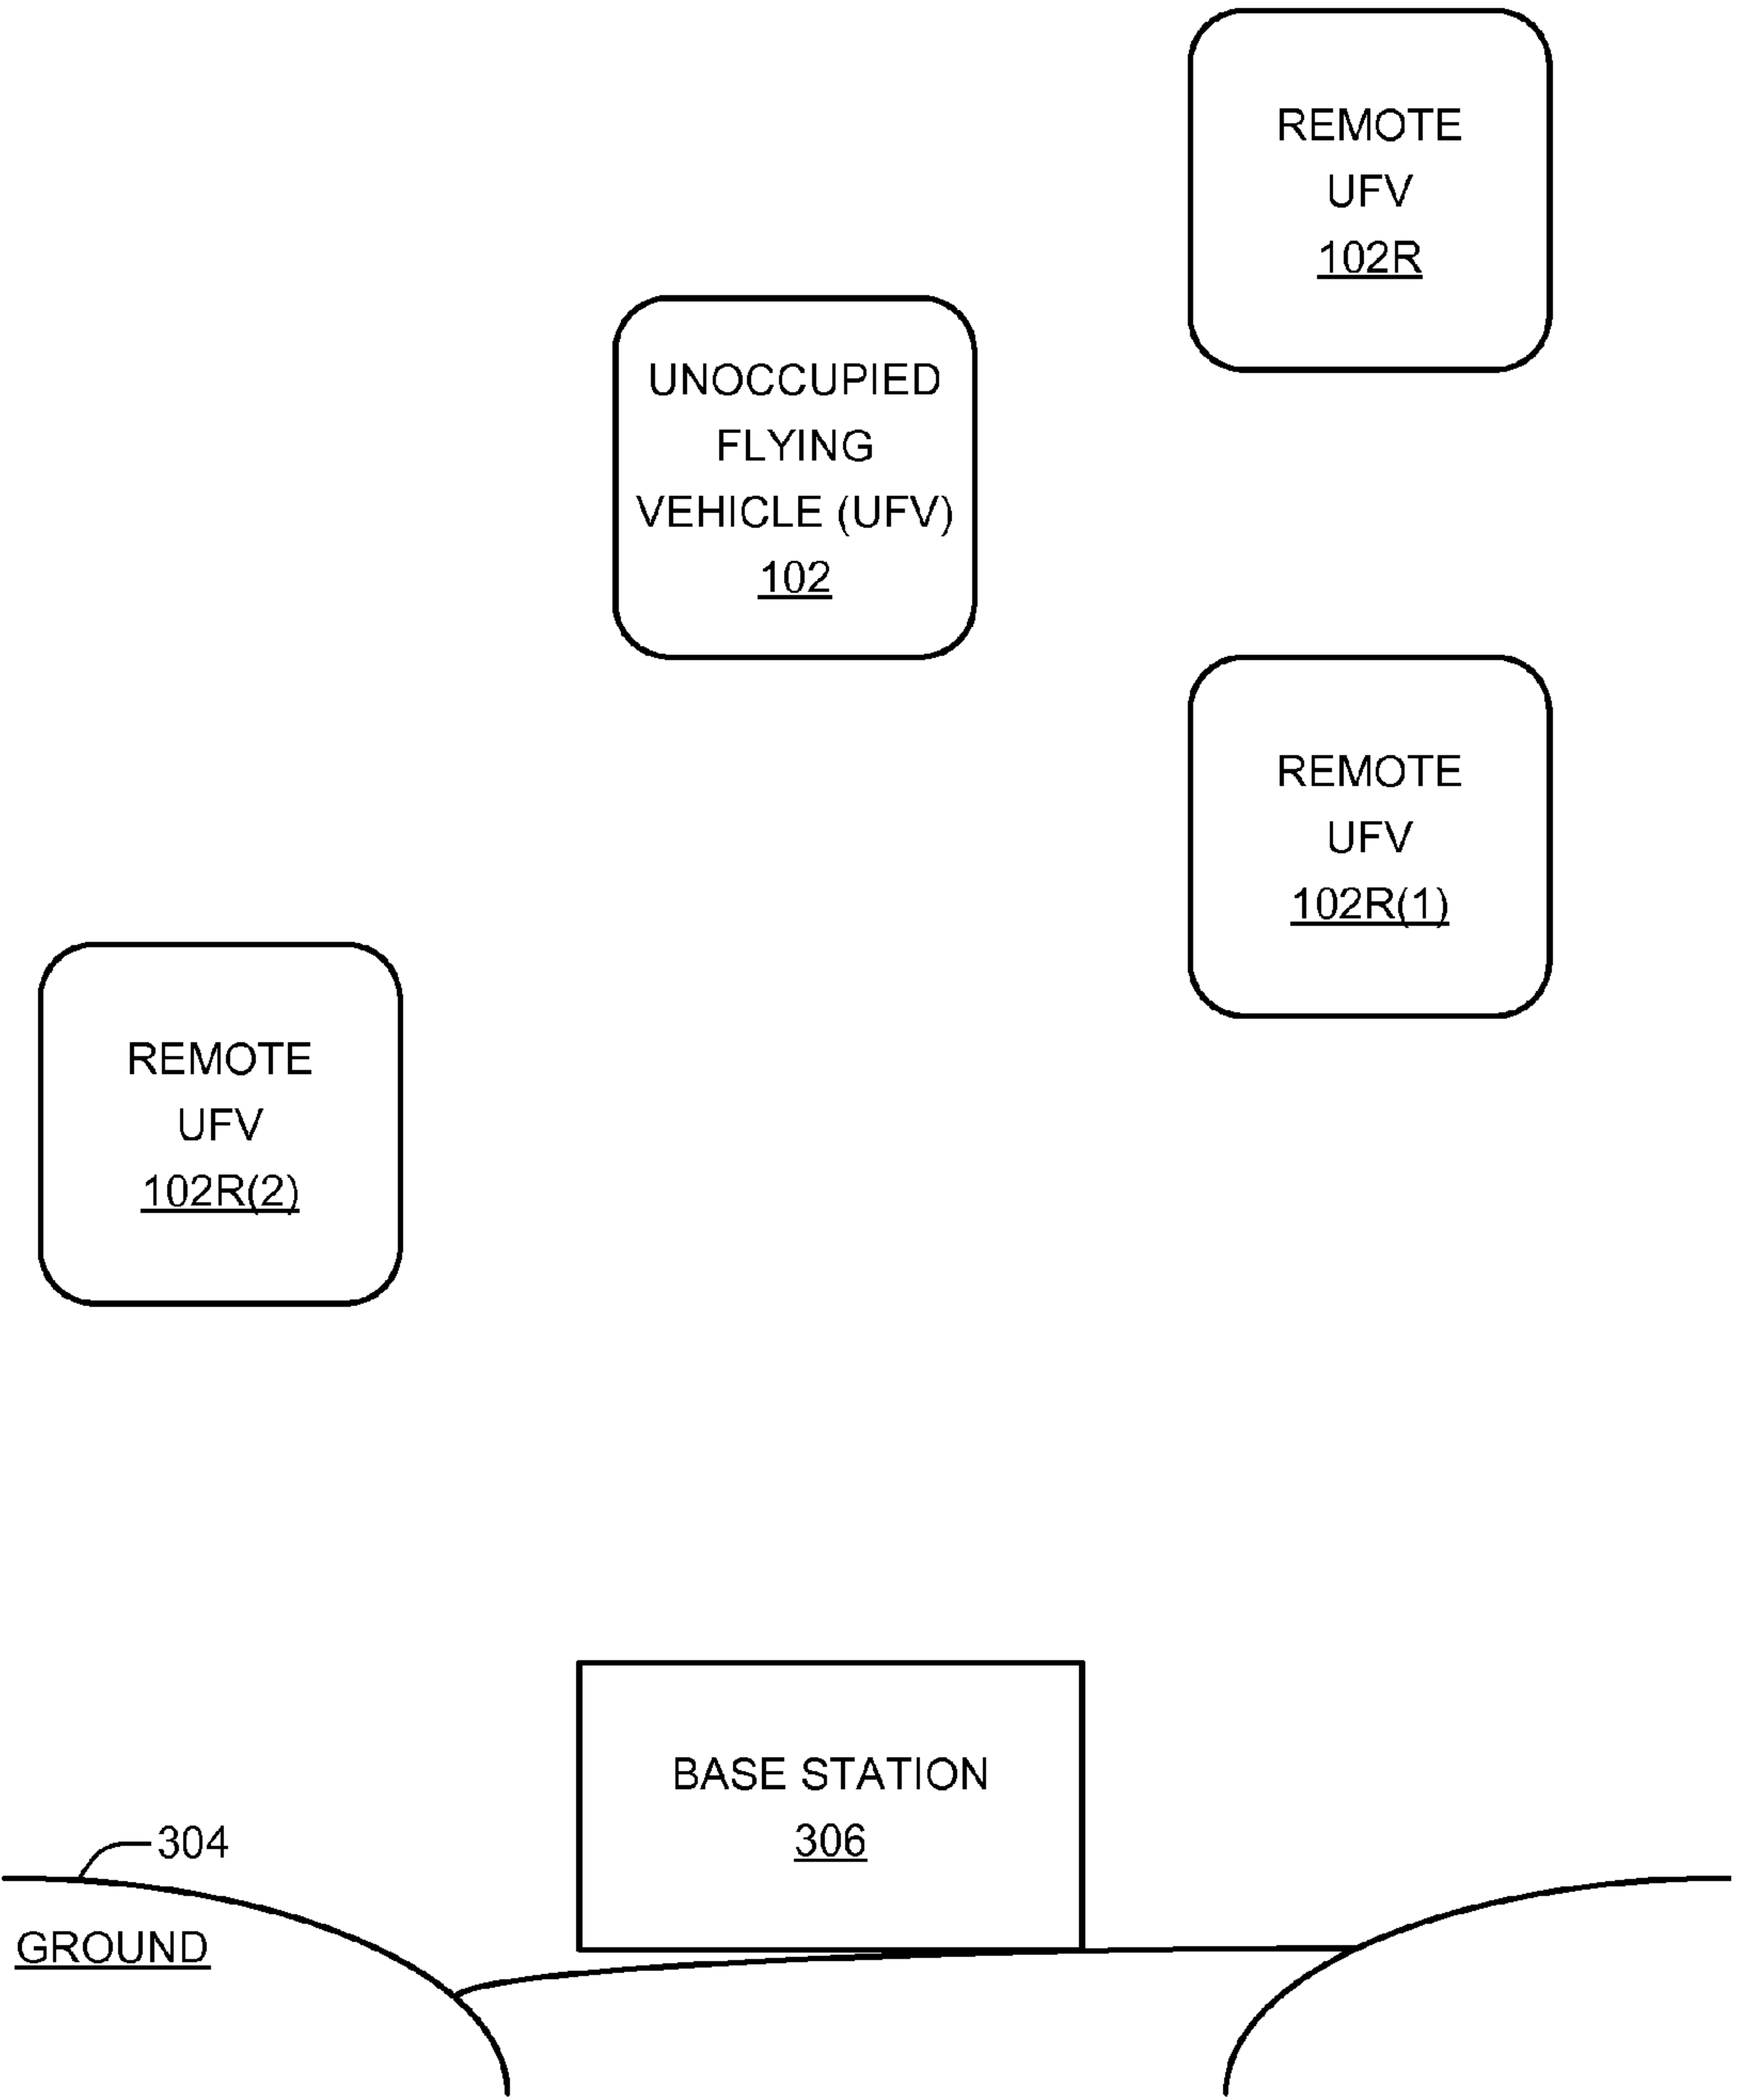 REMOTE
UFV
102R
UNOCCUPIED
FLYING
VEHICLE (UFV)
102
REMOTE
UFV
102R(1)
REMOTE
UFV
102R(2)
BASE STATION
306
304
GROUND